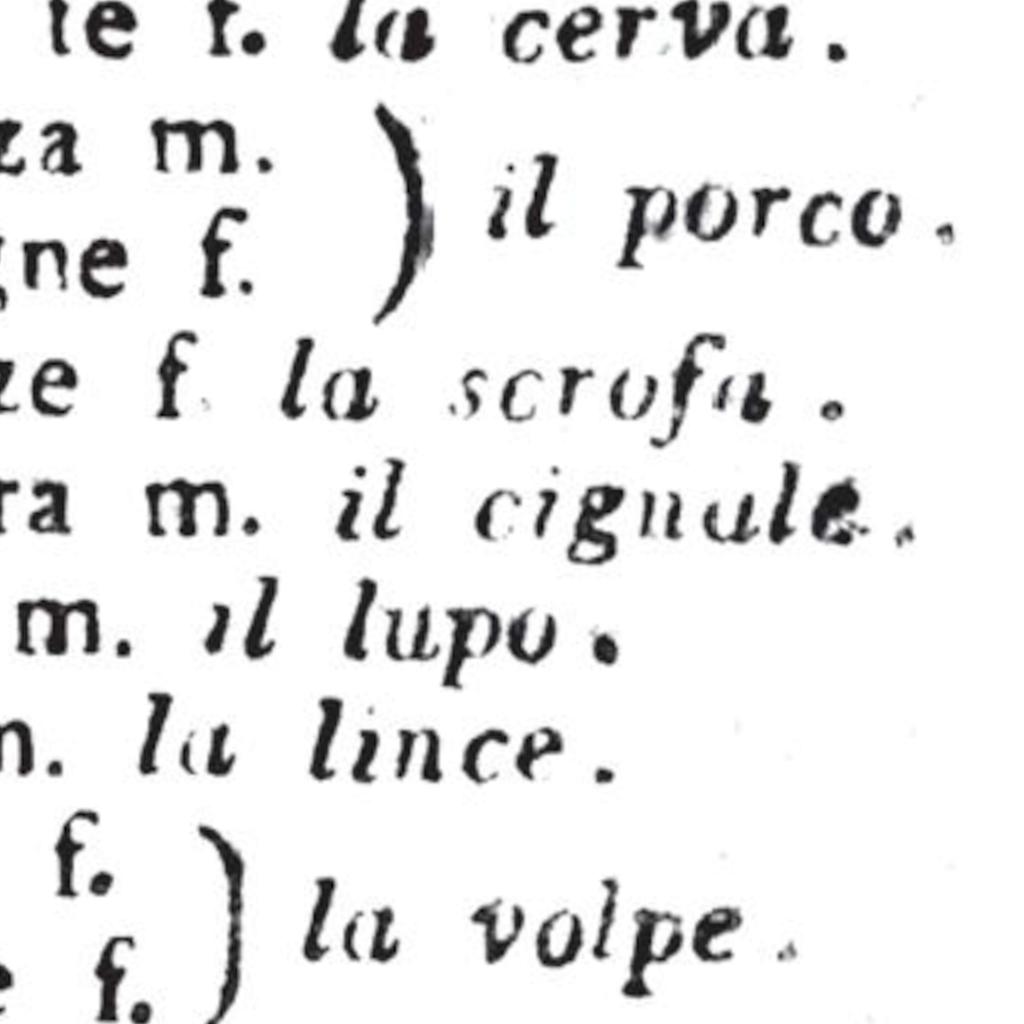 te f. la cerva.
za m.
) il porco.
gne f.
ze f. la scrofa.
ra m. il cignale.
m. il lupo.
m. la lince.
f.
) la volpe.
e f.